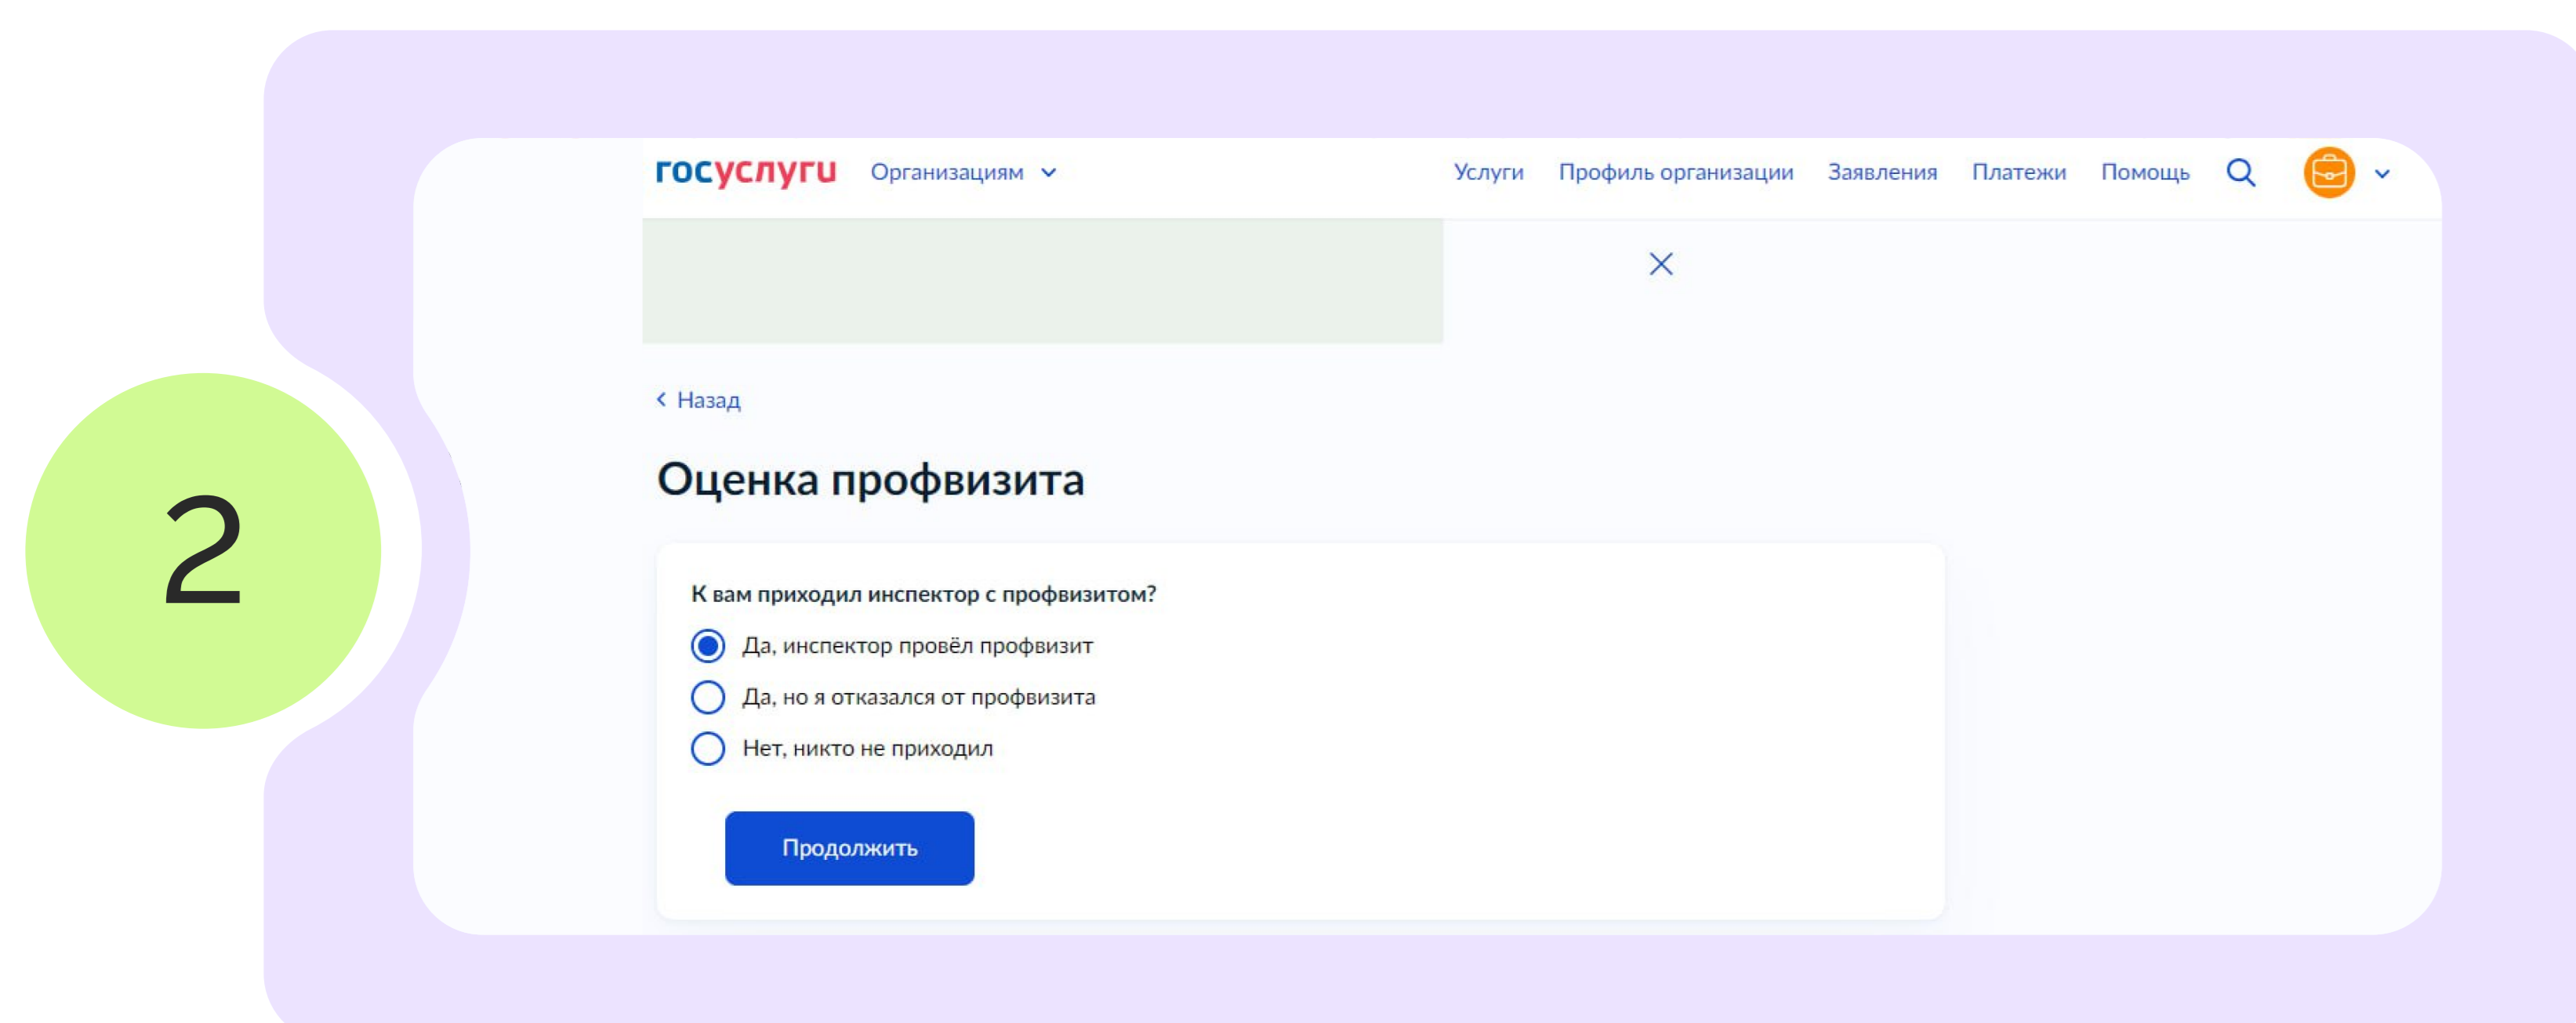 госуслуги Организациям Услуги Профиль организации Заявления Платежи Помощь
Назад
Оценка профвизита
2
К вам приходил инспектор с профвизитом?
Да, инспектор провёл профвизит
Да, но я отказался от профвизита
Нет, никто не приходил
Продолжить